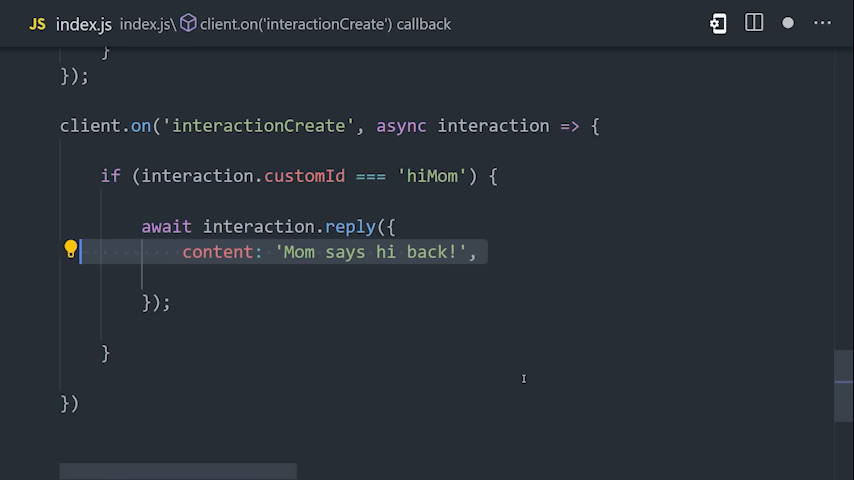 JS index.js index.js\ client.on('interactionCreate') callback ...
}
});
client.on('interactionCreate', async interaction => {
if (interaction.customId === 'hiMom') {
await interaction.reply({
content: 'Mom says hi back!',
});
}
})